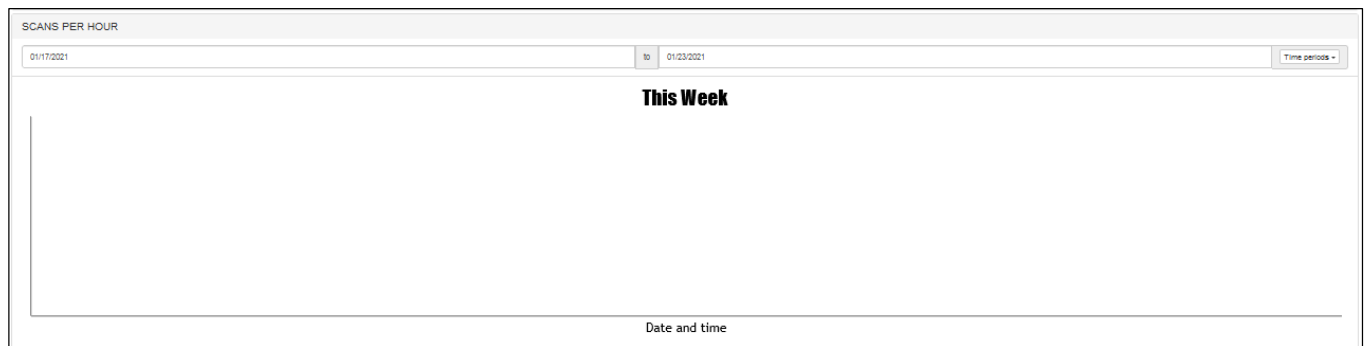 SCANS PER HOUR
01/17/2021 to 01/23/2021 Time periods
This Week
Date and time